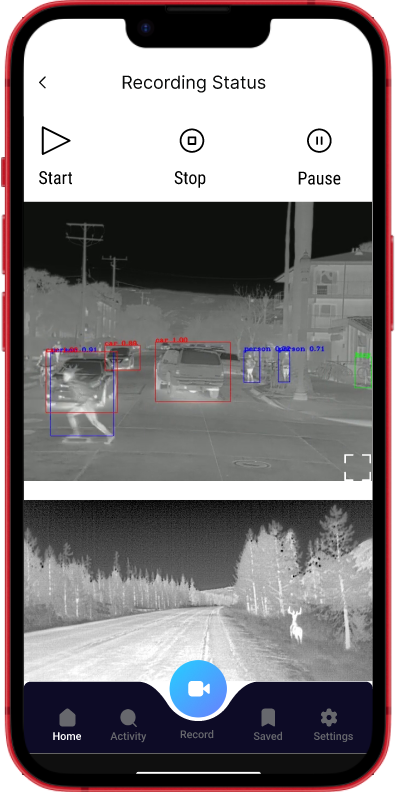 Recording Status
Start
Stop
Pause
car 1.00
person 0.71
Home
Activity
Record
Saved
Settings